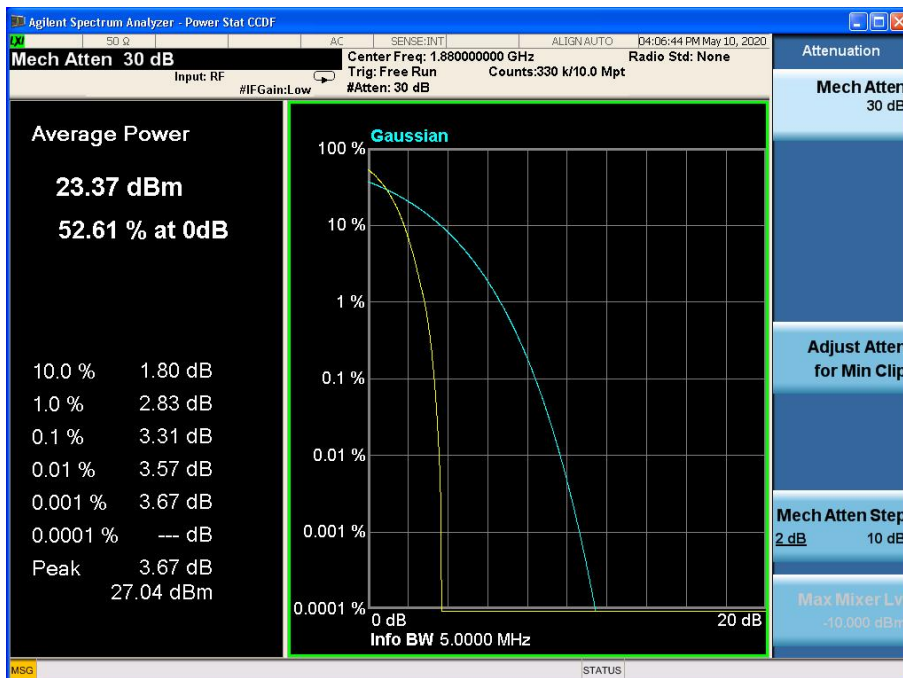 Agilent Spectrum Analyzer - Power Stat CCDF
LXI 50 Ω AC SENSE:INT ALIGN AUTO 04:06:44 PM May 10, 2020
Mech Atten 30 dB
Center Freq: 1.880000000 GHz Radio Std: None
Input: RF Trig: Free Run Counts:330 k/10.0 Mpt
#IFGain:Low #Atten: 30 dB
Average Power
23.37 dBm
52.61 % at 0dB
10.0 % 1.80 dB
1.0 % 2.83 dB
0.1 % 3.31 dB
0.01 % 3.57 dB
0.001 % 3.67 dB
0.0001 % --- dB
Peak 3.67 dB
27.04 dBm
Gaussian
100 %
10 %
1 %
0.1 %
0.01 %
0.001 %
0.0001 %
0 dB 20 dB
Info BW 5.0000 MHz
Attenuation
Mech Atten
30 dB
Adjust Atten
for Min Clip
Mech Atten Step
2 dB 10 dB
Max Mixer Lv
-10.000 dBm
MSG STATUS